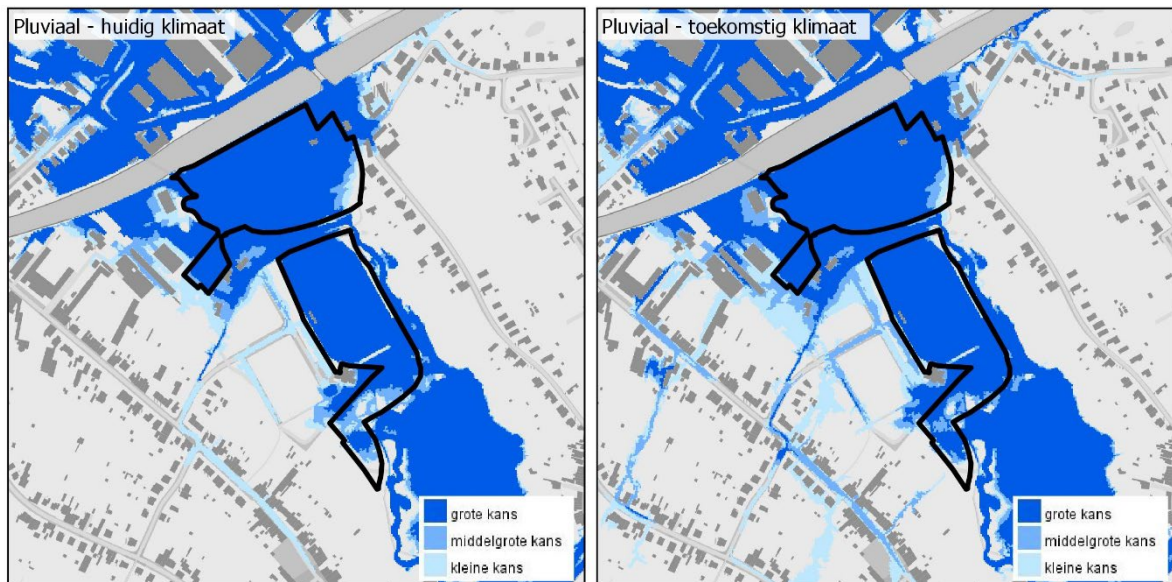 Pluviaal - huidig klimaat
grote kans
middelgrote kans
kleine kans
Pluviaal - toekomstig klimaat
grote kans
middelgrote kans
kleine kans